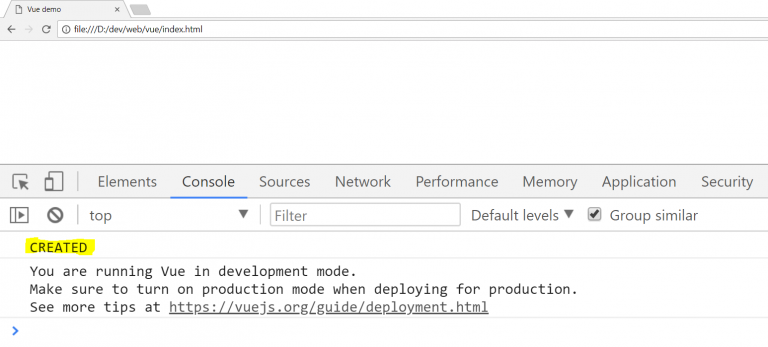 Vue demo
file:///D:/dev/web/vue/index.html
Elements Console Sources Network Performance Memory Application Security
top Filter Default levels Group similar
CREATED
You are running Vue in development mode.
Make sure to turn on production mode when deploying for production.
See more tips at https://vuejs.org/guide/deployment.html